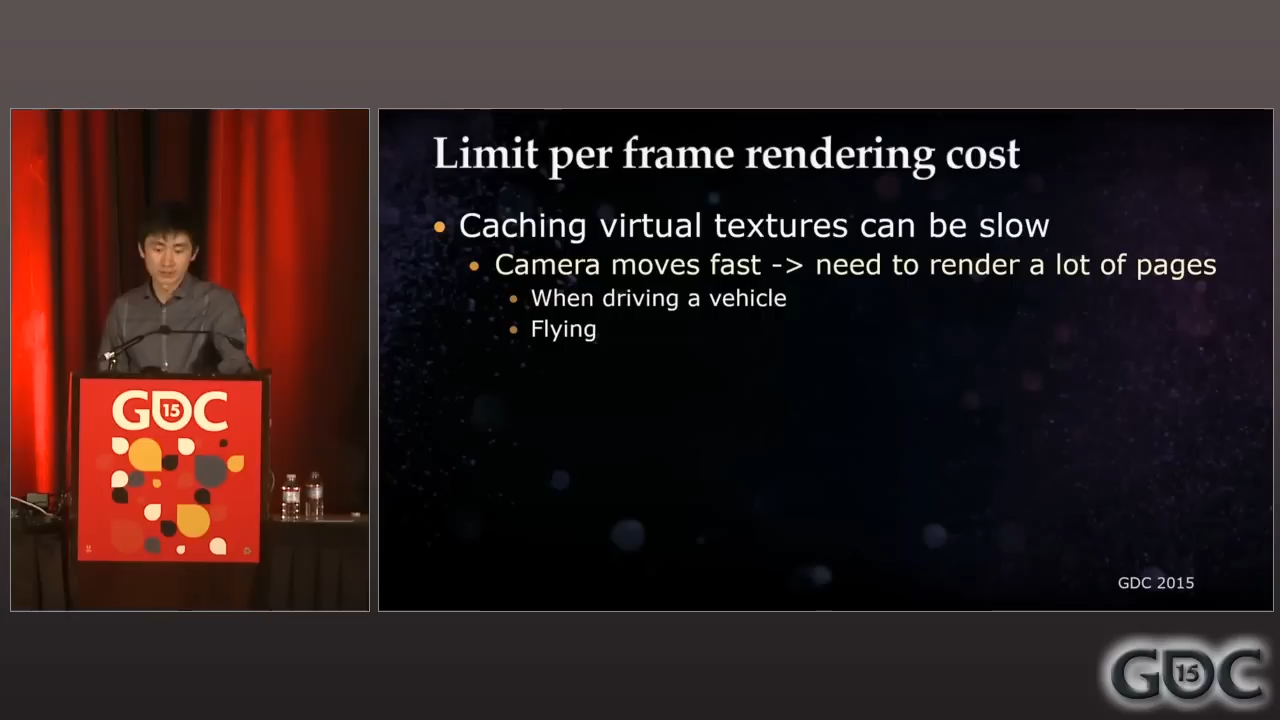 Limit per frame rendering cost
• Caching virtual textures can be slow
• Camera moves fast -> need to render a lot of pages
• When driving a vehicle
• Flying
GDC 2015
GDC
15
GDC
15